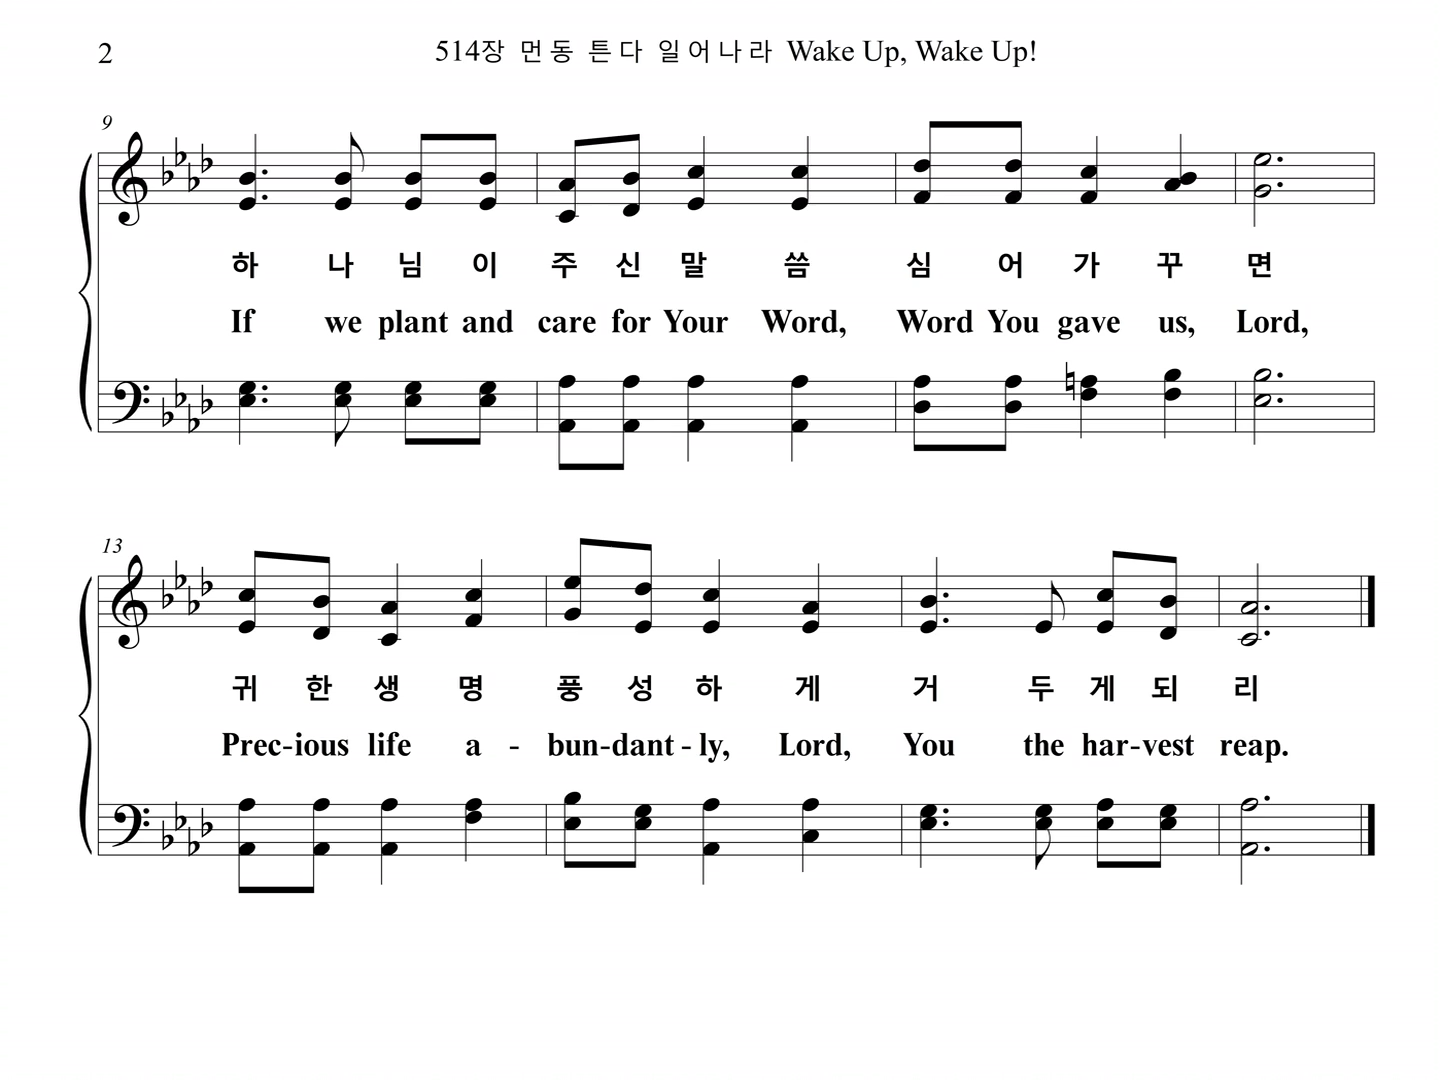 2
514장 먼동 튼다 일어나라 Wake Up, Wake Up!
9
하 나 님 이 주 신 말 씀 심 어 가 꾸 면
If we plant and care for Your Word, Word You gave us, Lord,
13
귀 한 생 명 풍 성 하 게 거 두 게 되 리
Prec-ious life a - bun-dant-ly, Lord, You the har-vest reap.